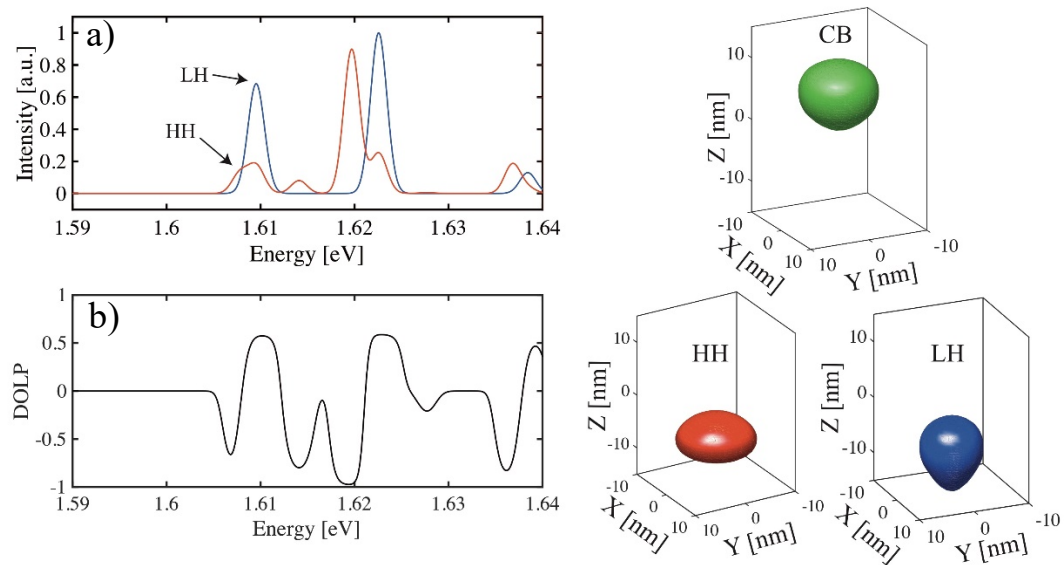 a)
Intensity [a.u.]
1
0.8
0.6
0.4
0.2
0
LH
HH
1.59 1.6 1.61 1.62 1.63 1.64
Energy [eV]
b)
DOLP
1
0.5
0
-0.5
-1
1.59 1.6 1.61 1.62 1.63 1.64
Energy [eV]
CB
Z [nm]
10
0
-10
-10
0
10
X [nm]
10
0
-10
Y [nm]
HH
Z [nm]
10
0
-10
-10
0
10
X [nm]
10
0
-10
Y [nm]
LH
Z [nm]
10
0
-10
-10
0
10
X [nm]
10
0
-10
Y [nm]